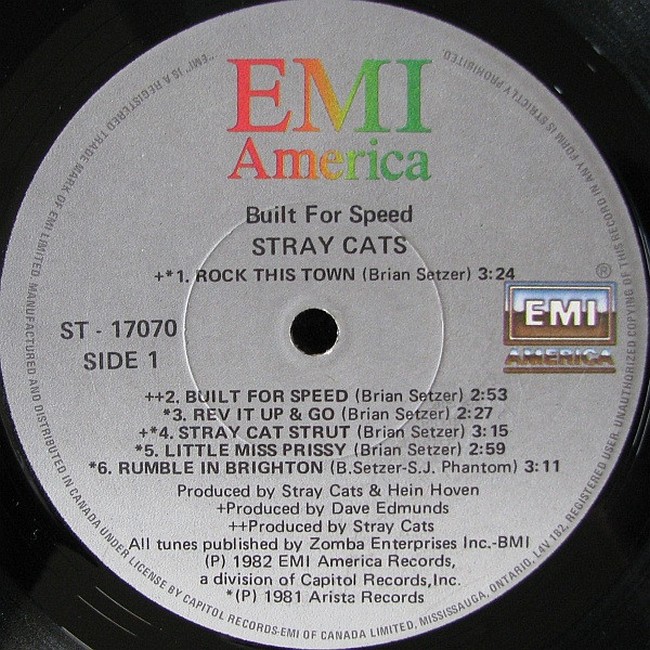 EMI
America
Built For Speed
STRAY CATS
+*1. ROCK THIS TOWN (Brian Setzer) 3:24
ST - 17070
SIDE 1
®
EMI
AMERICA
++2. BUILT FOR SPEED (Brian Setzer) 2:53
*3. REV IT UP & GO (Brian Setzer) 2:27
+*4. STRAY CAT STRUT (Brian Setzer) 3:15
*5. LITTLE MISS PRISSY (Brian Setzer) 2:59
*6. RUMBLE IN BRIGHTON (B.Setzer-S.J. Phantom) 3:11
Produced by Stray Cats & Hein Hoven
+Produced by Dave Edmunds
++Produced by Stray Cats
All tunes published by Zomba Enterprises Inc.-BMI
(P) 1982 EMI America Records,
a division of Capitol Records,Inc.
*(P) 1981 Arista Records
"EMI" IS A REGISTERED TRADE MARK OF EMI LIMITED. MANUFACTURED AND DISTRIBUTED IN CANADA UNDER LICENSE BY CAPITOL RECORDS-EMI OF CANADA LIMITED, MISSISSAUGA, ONTARIO, L4V 1B2, REGISTERED USER. UNAUTHORIZED COPYING OF THIS RECORD IN ANY FORM IS STRICTLY PROHIBITED